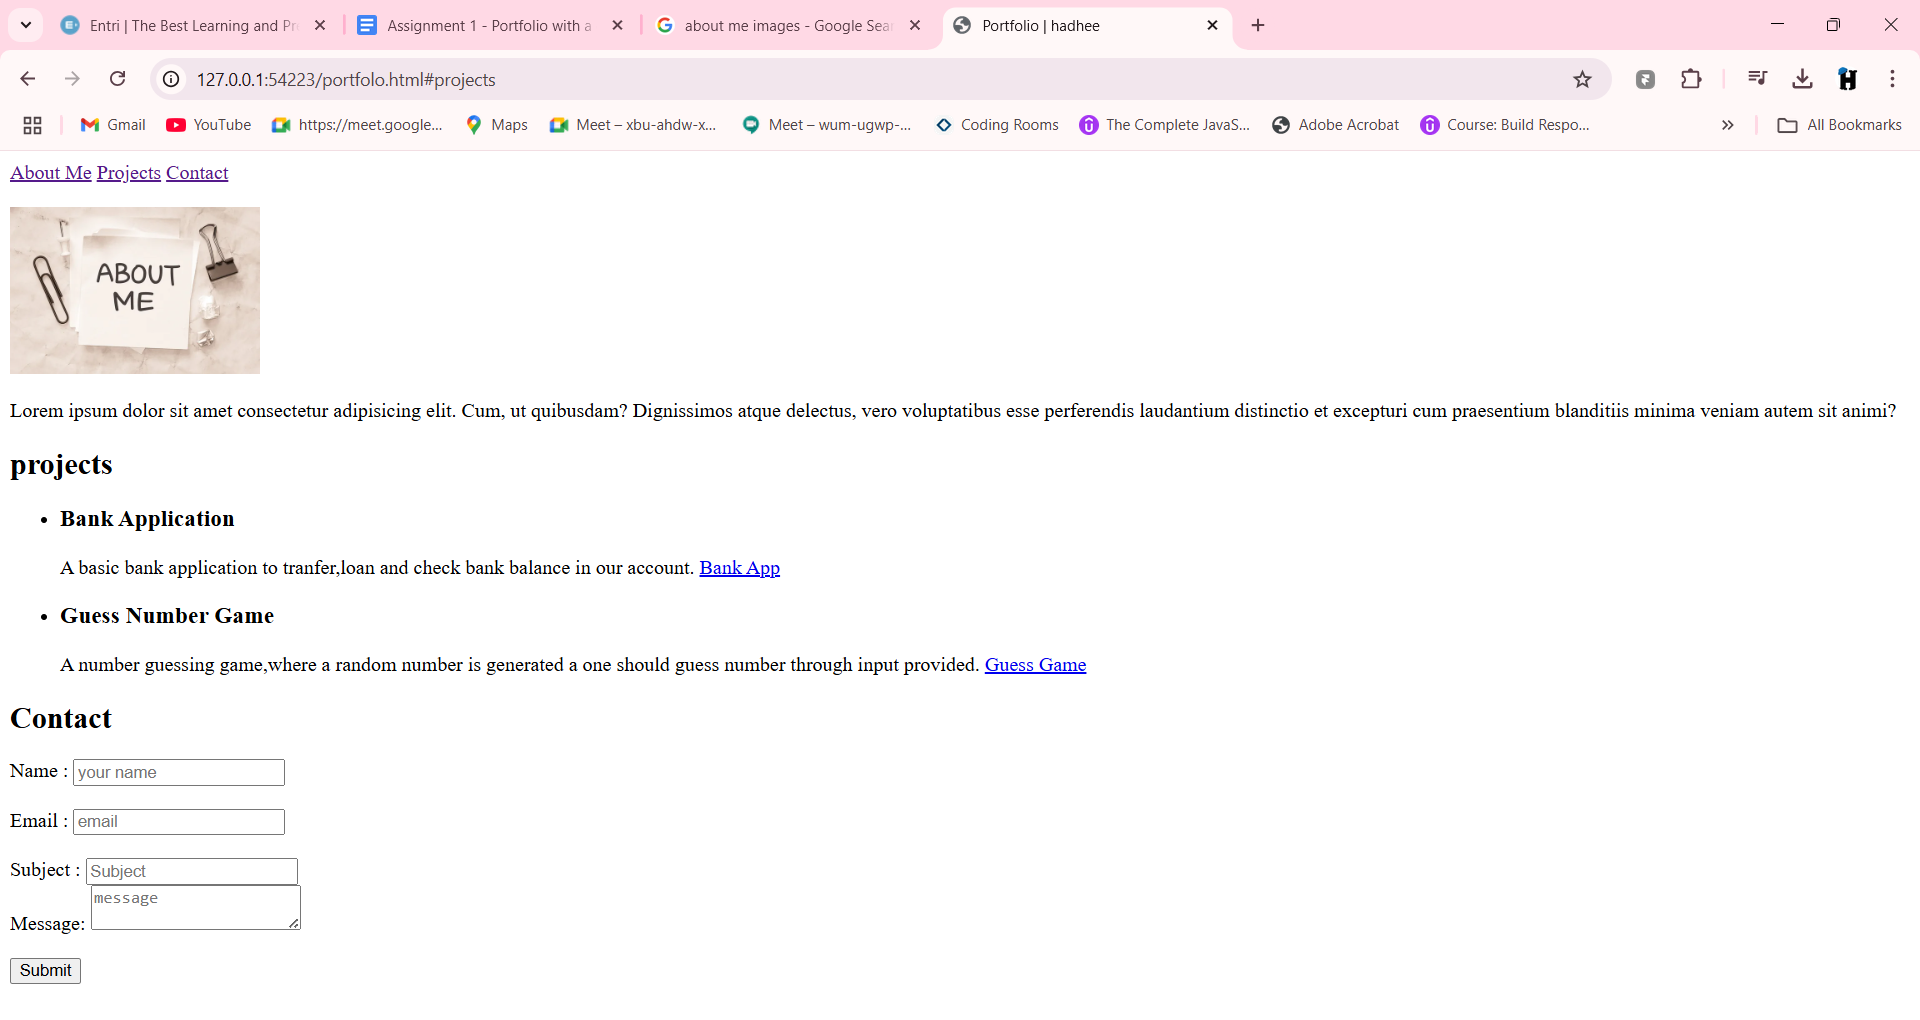 Entri | The Best Learning and Pr
Assignment 1 - Portfolio with a
about me images - Google Sear
Portfolio | hadhee
127.0.0.1:54223/portfolo.html#projects
Gmail
YouTube
https://meet.google...
Maps
Meet – xbu-ahdw-x...
Meet – wum-ugwp-...
Coding Rooms
The Complete JavaS...
Adobe Acrobat
Course: Build Respo...
All Bookmarks
About Me Projects Contact
ABOUT
ME
Lorem ipsum dolor sit amet consectetur adipisicing elit. Cum, ut quibusdam? Dignissimos atque delectus, vero voluptatibus esse perferendis laudantium distinctio et excepturi cum praesentium blanditiis minima veniam autem sit animi?
projects
Bank Application
A basic bank application to tranfer,loan and check bank balance in our account. Bank App
Guess Number Game
A number guessing game,where a random number is generated a one should guess number through input provided. Guess Game
Contact
Name : your name
Email : email
Subject : Subject
Message: message
Submit